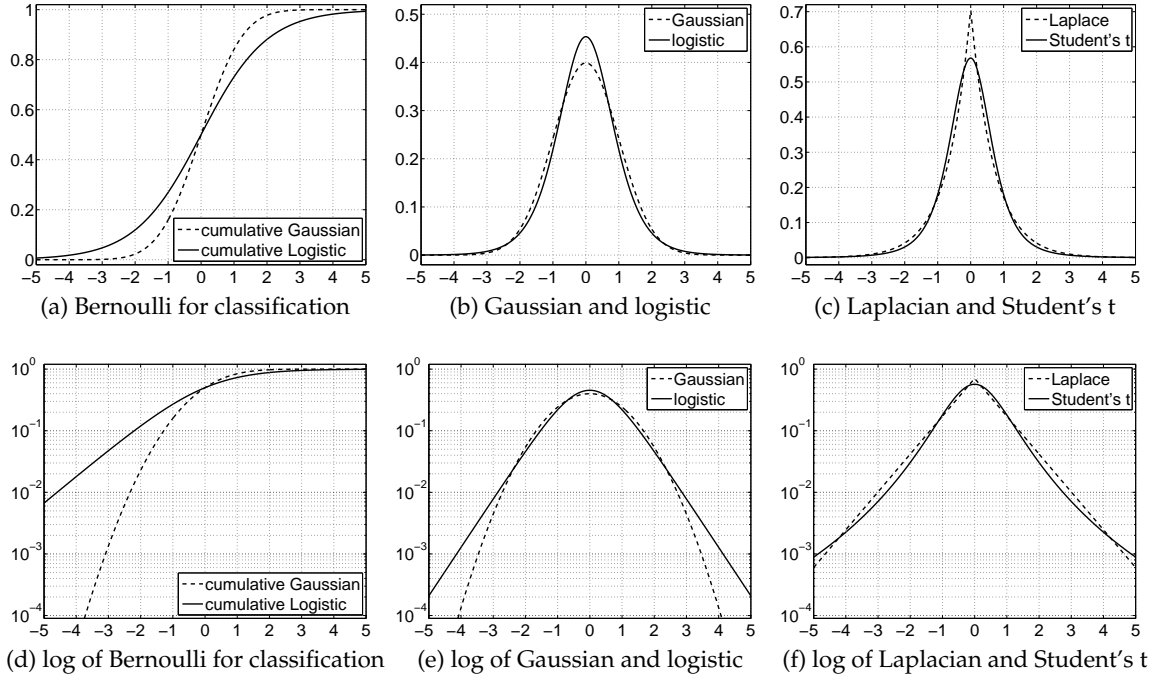 1
0.8
0.6
0.4
0.2
0
−5 −4 −3 −2 −1 0 1 2 3 4 5
cumulative Gaussian
cumulative Logistic
(a) Bernoulli for classification
0.5
0.4
0.3
0.2
0.1
0
−5 −4 −3 −2 −1 0 1 2 3 4 5
Gaussian
logistic
(b) Gaussian and logistic
0.7
0.6
0.5
0.4
0.3
0.2
0.1
0
−5 −4 −3 −2 −1 0 1 2 3 4 5
Laplace
Student's t
(c) Laplacian and Student's t
10⁰
10⁻¹
10⁻²
10⁻³
10⁻⁴
−5 −4 −3 −2 −1 0 1 2 3 4 5
cumulative Gaussian
cumulative Logistic
(d) log of Bernoulli for classification
10⁰
10⁻¹
10⁻²
10⁻³
10⁻⁴
−5 −4 −3 −2 −1 0 1 2 3 4 5
Gaussian
logistic
(e) log of Gaussian and logistic
10⁰
10⁻¹
10⁻²
10⁻³
10⁻⁴
−5 −4 −3 −2 −1 0 1 2 3 4 5
Laplace
Student's t
(f) log of Laplacian and Student's t